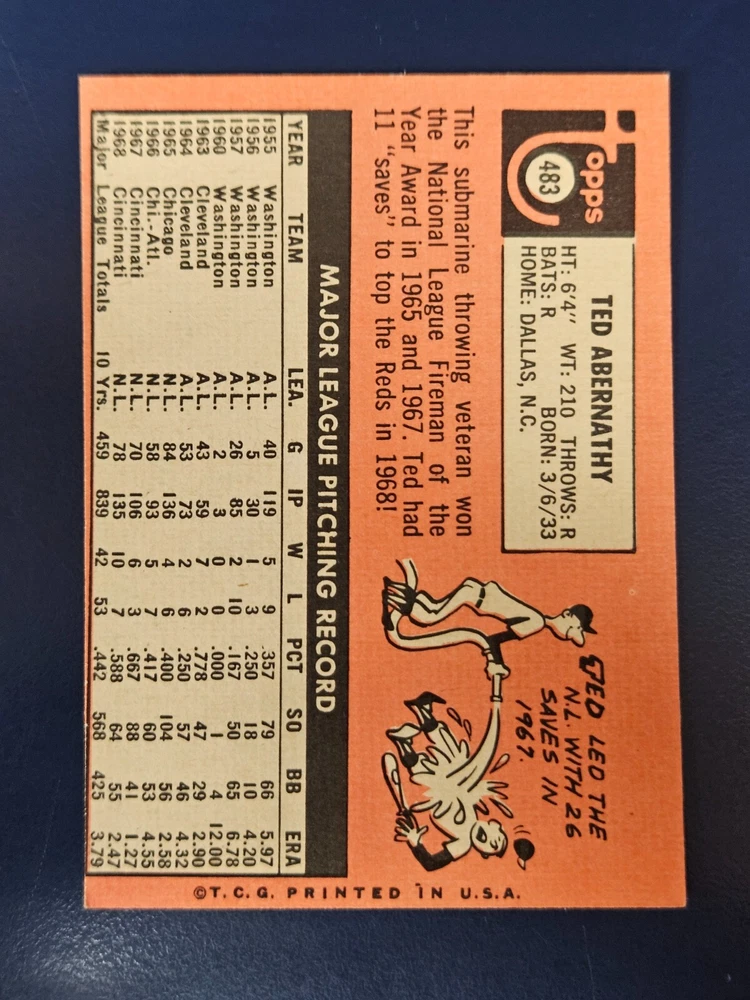 Topps
483
TED ABERNATHY
HT: 6'4" WT: 210 THROWS: R
BATS: R BORN: 3/6/33
HOME: DALLAS, N.C.
This submarine throwing veteran won
the National League Fireman of the
Year Award in 1965 and 1967. Ted had
11 "saves" to top the Reds in 1968!
TED LED THE
N.L. WITH 26
SAVES IN
1967.
MAJOR LEAGUE PITCHING RECORD
YEAR TEAM LEA. G IP W L PCT SO BB ERA
1955 Washington A.L. 40 119 5 9 .357 79 66 5.97
1956 Washington A.L. 5 30 1 3 .250 18 10 4.20
1957 Washington A.L. 26 85 2 10 .167 50 65 6.78
1960 Washington A.L. 2 3 0 0 .000 1 4 12.00
1963 Cleveland A.L. 43 59 7 2 .778 47 29 2.90
1964 Cleveland A.L. 53 73 2 6 .250 57 46 4.32
1965 Chicago N.L. 84 136 4 6 .400 104 56 2.58
1966 Chi.-Atl. N.L. 58 93 5 7 .417 60 53 4.55
1967 Cincinnati N.L. 70 106 6 3 .667 88 41 1.27
1968 Cincinnati N.L. 78 135 10 7 .588 64 55 2.47
Major League Totals 10 Yrs. 459 839 42 53 .442 568 425 3.79
©T.C.G. PRINTED IN U.S.A.